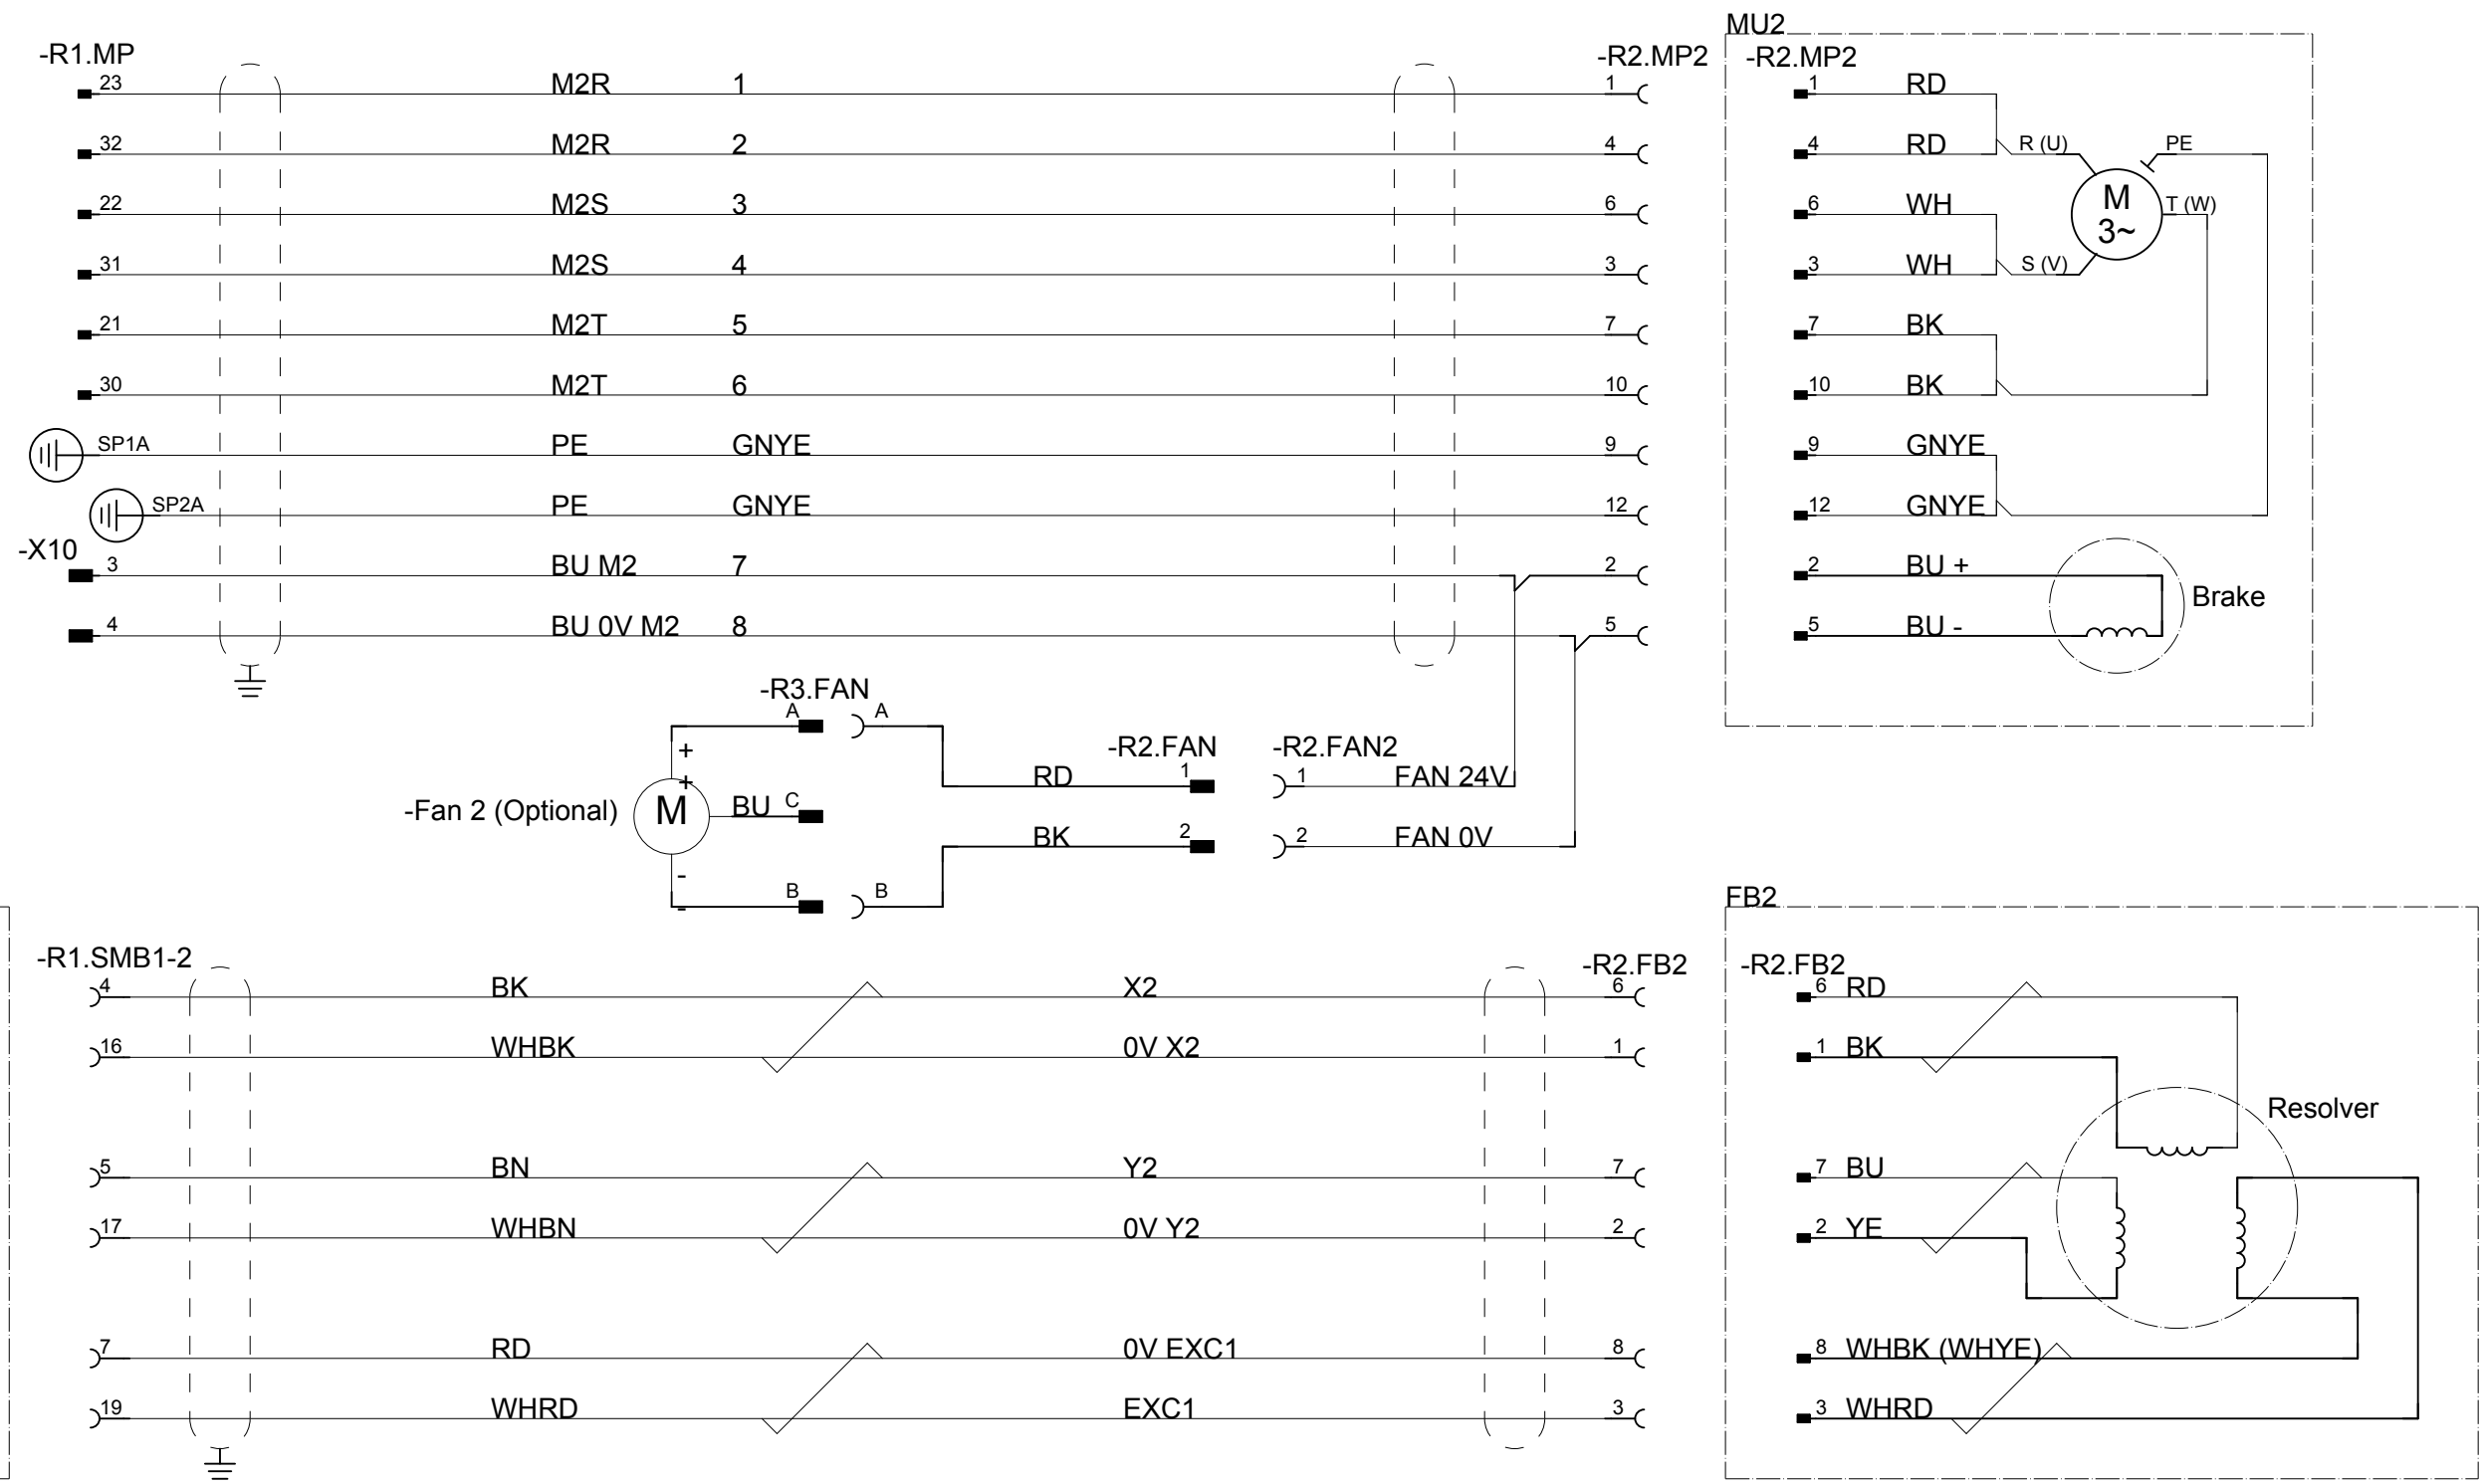 MU2
-R1.MP -R2.MP2 -R2.MP2
23 M2R 1 1 1 RD
32 M2R 2 4 4 RD R (U) PE
22 M2S 3 6 6 WH M T (W)
3~
31 M2S 4 3 3 WH S (V)
21 M2T 5 7 7 BK
30 M2T 6 10 10 BK
SP1A PE GNYE 9 9 GNYE
SP2A PE GNYE 12 12 GNYE
-X10
3 BU M2 7 2 2 BU +
Brake
4 BU 0V M2 8 5 5 BU -
-R3.FAN
A A
+ -R2.FAN -R2.FAN2
+ RD 1 1 FAN 24V
-Fan 2 (Optional) M BU C
BK 2 2 FAN 0V
-
- B B
FB2
-R1.SMB1-2 -R2.FB2 -R2.FB2
4 BK X2 6 6 RD
16 WHBK 0V X2 1 1 BK
Resolver
5 BN Y2 7 7 BU
17 WHBN 0V Y2 2 2 YE
7 RD 0V EXC1 8 8 WHBK (WHYE)
19 WHRD EXC1 3 3 WHRD